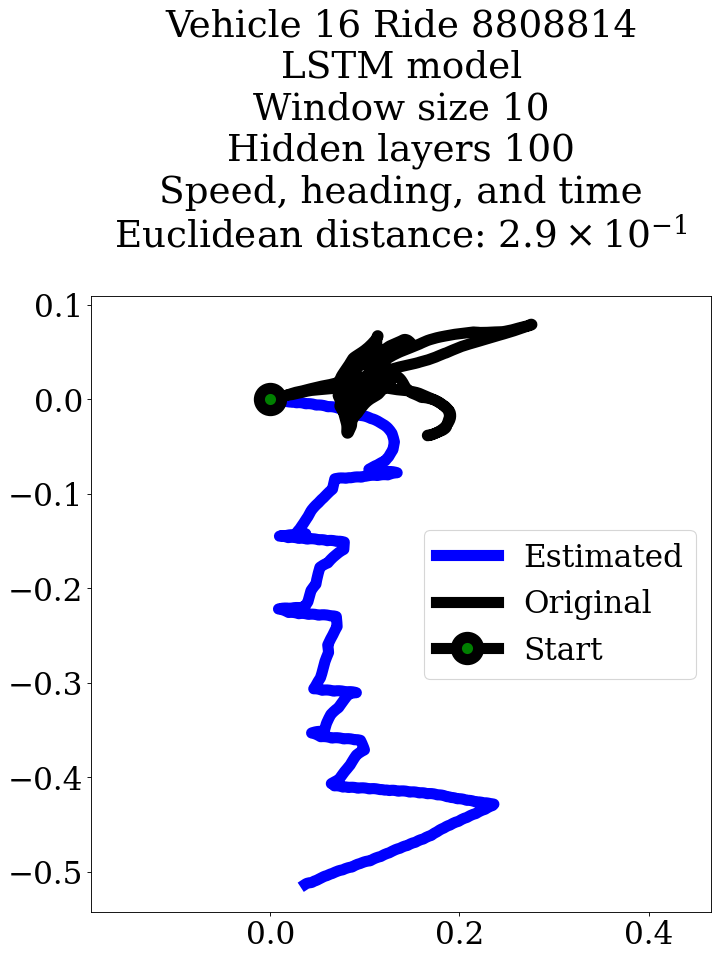 Vehicle 16 Ride 8808814
LSTM model
Window size 10
Hidden layers 100
Speed, heading, and time
Euclidean distance: 2.9 × 10⁻¹
0.1
0.0
−0.1
−0.2
−0.3
−0.4
−0.5
Estimated
Original
Start
0.0 0.2 0.4